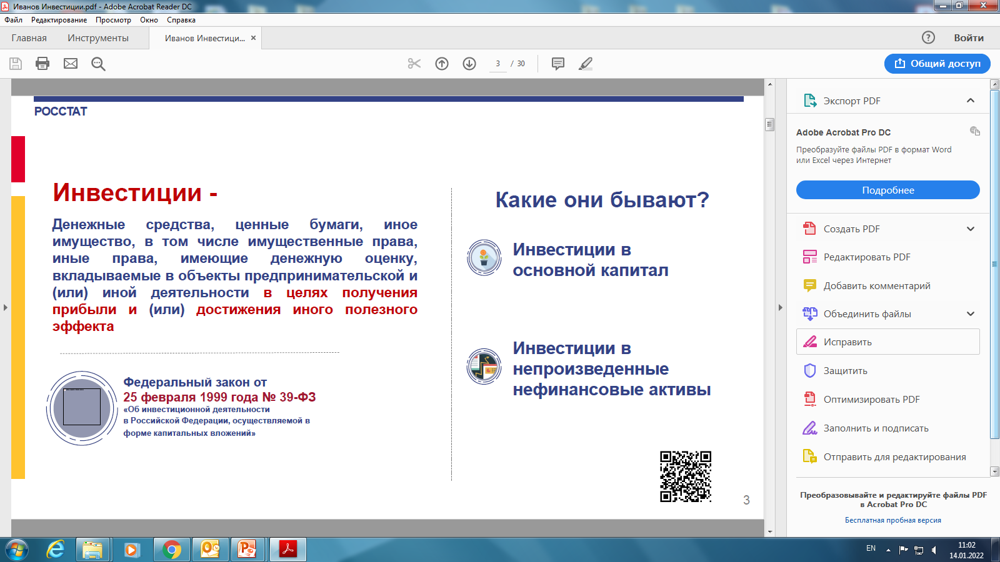 Иванов Инвестиции.pdf - Adobe Acrobat Reader DC
Файл Редактирование Просмотр Окно Справка
Главная Инструменты Иванов Инвестици... × Войти
3 / 30 Общий доступ
РОССТАТ
Инвестиции -
Денежные средства, ценные бумаги, иное
имущество, в том числе имущественные права,
иные права, имеющие денежную оценку,
вкладываемые в объекты предпринимательской и
(или) иной деятельности в целях получения
прибыли и (или) достижения иного полезного
эффекта
Федеральный закон от
25 февраля 1999 года № 39-ФЗ
«Об инвестиционной деятельности
в Российской Федерации, осуществляемой в
форме капитальных вложений»
Какие они бывают?
Инвестиции в
основной капитал
Инвестиции в
непроизведенные
нефинансовые активы
3
Экспорт PDF
Adobe Acrobat Pro DC
Преобразуйте файлы PDF в формат Word
или Excel через Интернет
Подробнее
Создать PDF
Редактировать PDF
Добавить комментарий
Объединить файлы
Исправить
Защитить
Оптимизировать PDF
Заполнить и подписать
Отправить для редактирования
Преобразовывайте и редактируйте файлы PDF
в Acrobat Pro DC
Бесплатная пробная версия
EN
11:02
14.01.2022